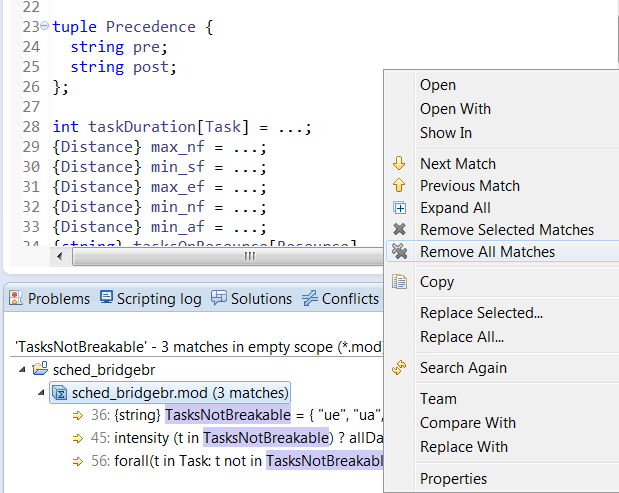 22
23 tuple Precedence {
24 string pre;
25 string post;
26 };
27
28 int taskDuration[Task] = ...;
29 {Distance} max_nf = ...;
30 {Distance} min_sf = ...;
31 {Distance} max_ef = ...;
32 {Distance} min_nf = ...;
33 {Distance} min_af = ...;
34 {string} tasksOnResource[Resource]
Open
Open With
Show In
Next Match
Previous Match
Expand All
Remove Selected Matches
Remove All Matches
Copy
Replace Selected...
Replace All...
Search Again
Team
Compare With
Replace With
Properties
Problems Scripting log Solutions Conflicts
'TasksNotBreakable' - 3 matches in empty scope (*.mod)
sched_bridgebr
sched_bridgebr.mod (3 matches)
36: {string} TasksNotBreakable = { "ue", "ua",
45: intensity (t in TasksNotBreakable) ? allDa
56: forall(t in Task: t not in TasksNotBreakabl